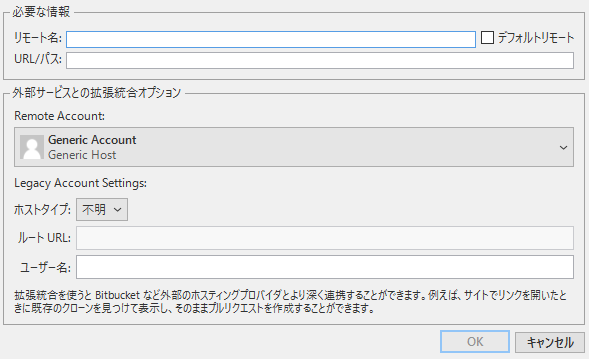 必要な情報
リモート名:
デフォルトリモート
URL/パス:
外部サービスとの拡張統合オプション
Remote Account:
Generic Account
Generic Host
Legacy Account Settings:
ホストタイプ: 不明
ルート URL:
ユーザー名:
拡張統合を使うと Bitbucket など外部のホスティングプロバイダとより深く連携することができます。例えば、サイトでリンクを開いたと
きに既存のクローンを見つけて表示し、そのままプルリクエストを作成することができます。
OK キャンセル